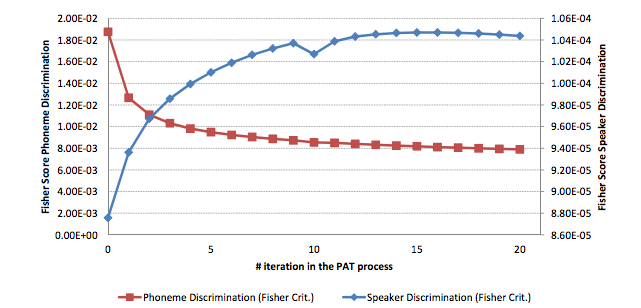 2.00E-02
1.80E-02
1.60E-02
1.40E-02
1.20E-02
1.00E-02
8.00E-03
6.00E-03
4.00E-03
2.00E-03
0.00E+00
Fisher Score Phoneme Discrimination
1.06E-04
1.04E-04
1.02E-04
1.00E-04
9.80E-05
9.60E-05
9.40E-05
9.20E-05
9.00E-05
8.80E-05
8.60E-05
Fisher Score Speaker Discrimination
0 5 10 15 20
# iteration in the PAT process
Phoneme Discrimination (Fisher Crit.) Speaker Discrimination (Fisher Crit.)